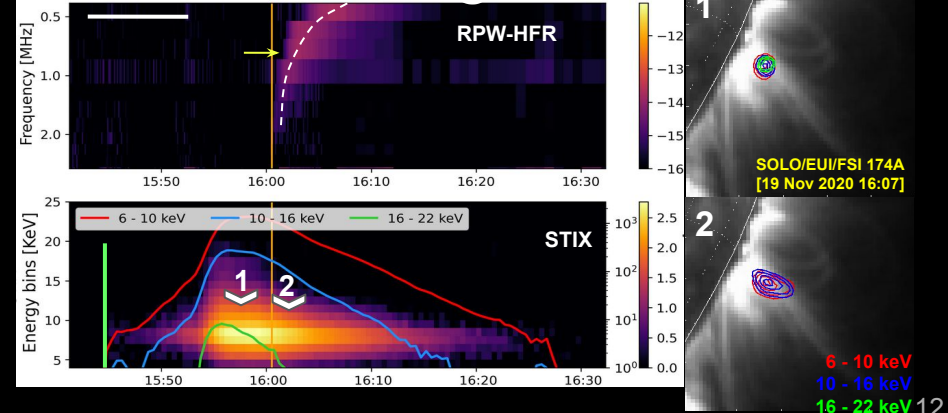 0.5
1.0
2.0
Frequency [MHz]
RPW-HFR
−12
−13
−14
−15
−16
15:50 16:00 16:10 16:20 16:30
1
SOLO/EUI/FSI 174A
[19 Nov 2020 16:07]
25
20
15
10
5
Energy bins [KeV]
6 - 10 keV 10 - 16 keV 16 - 22 keV
STIX
1 2
10³
10²
10¹
10⁰
2.5
2.0
1.5
1.0
0.5
0.0
15:50 16:00 16:10 16:20 16:30
2
6 - 10 keV
10 - 16 keV
16 - 22 keV
12